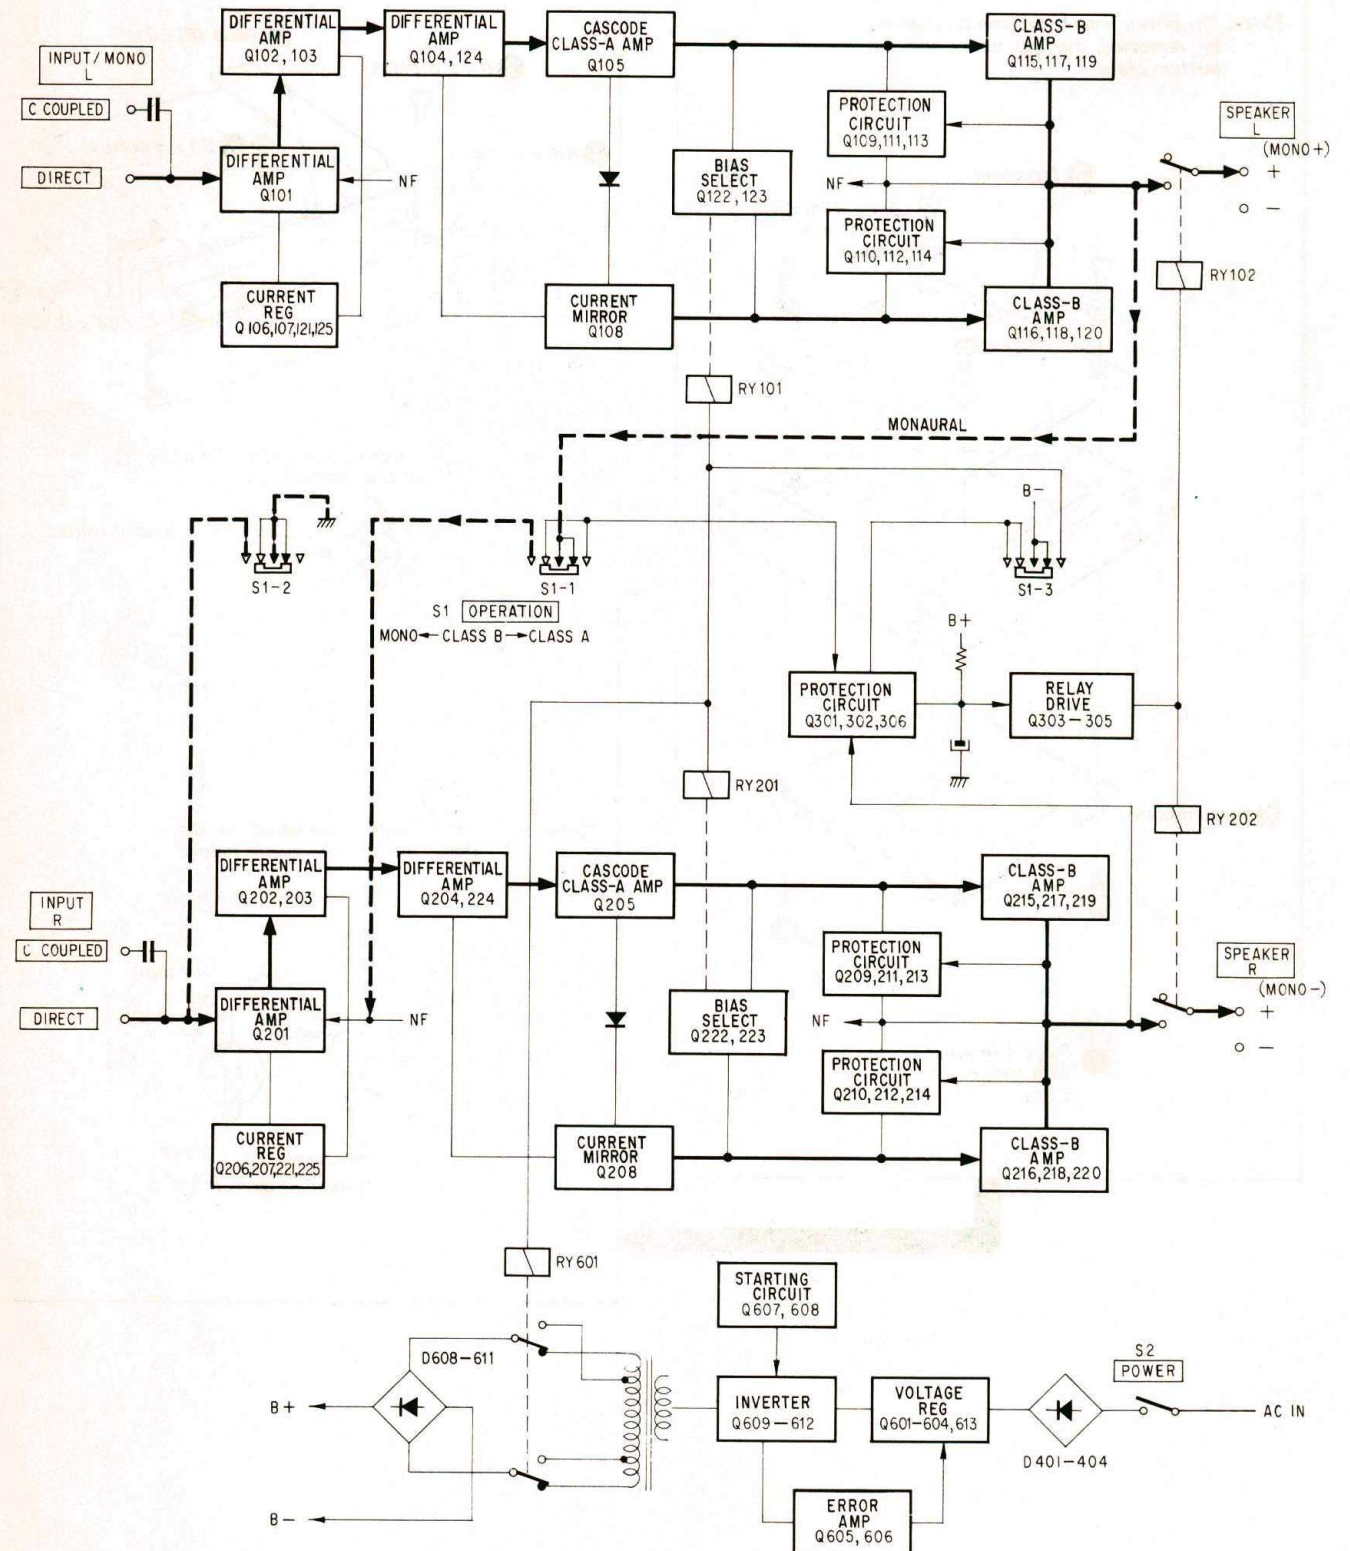 DIFFERENTIAL
AMP
Q102, 103
DIFFERENTIAL
AMP
Q104, 124
CASCODE
CLASS-A AMP
Q105
CLASS-B
AMP
Q115, 117, 119
INPUT/MONO
L
C COUPLED
DIRECT
DIFFERENTIAL
AMP
Q101
NF
BIAS
SELECT
Q122, 123
PROTECTION
CIRCUIT
Q109, 111, 113
NF
PROTECTION
CIRCUIT
Q110, 112, 114
SPEAKER
L
(MONO+)
+
−
RY102
CURRENT
REG
Q106,107,121,125
CURRENT
MIRROR
Q108
CLASS-B
AMP
Q116, 118, 120
RY101
MONAURAL
B−
S1-2
S1-1
S1-3
S1 OPERATION
MONO ← CLASS B → CLASS A
B+
PROTECTION
CIRCUIT
Q301, 302, 306
RELAY
DRIVE
Q303−305
RY201
RY202
DIFFERENTIAL
AMP
Q202, 203
DIFFERENTIAL
AMP
Q204, 224
CASCODE
CLASS-A AMP
Q205
CLASS-B
AMP
Q215, 217, 219
INPUT
R
C COUPLED
DIRECT
DIFFERENTIAL
AMP
Q201
NF
BIAS
SELECT
Q222, 223
PROTECTION
CIRCUIT
Q209, 211, 213
NF
PROTECTION
CIRCUIT
Q210, 212, 214
SPEAKER
R
(MONO−)
+
−
CURRENT
REG
Q206,207,221,225
CURRENT
MIRROR
Q208
CLASS-B
AMP
Q216, 218, 220
RY601
STARTING
CIRCUIT
Q607, 608
D608−611
S2
POWER
B+
INVERTER
Q609−612
VOLTAGE
REG
Q601-604, 613
AC IN
D401−404
B−
ERROR
AMP
Q605, 606